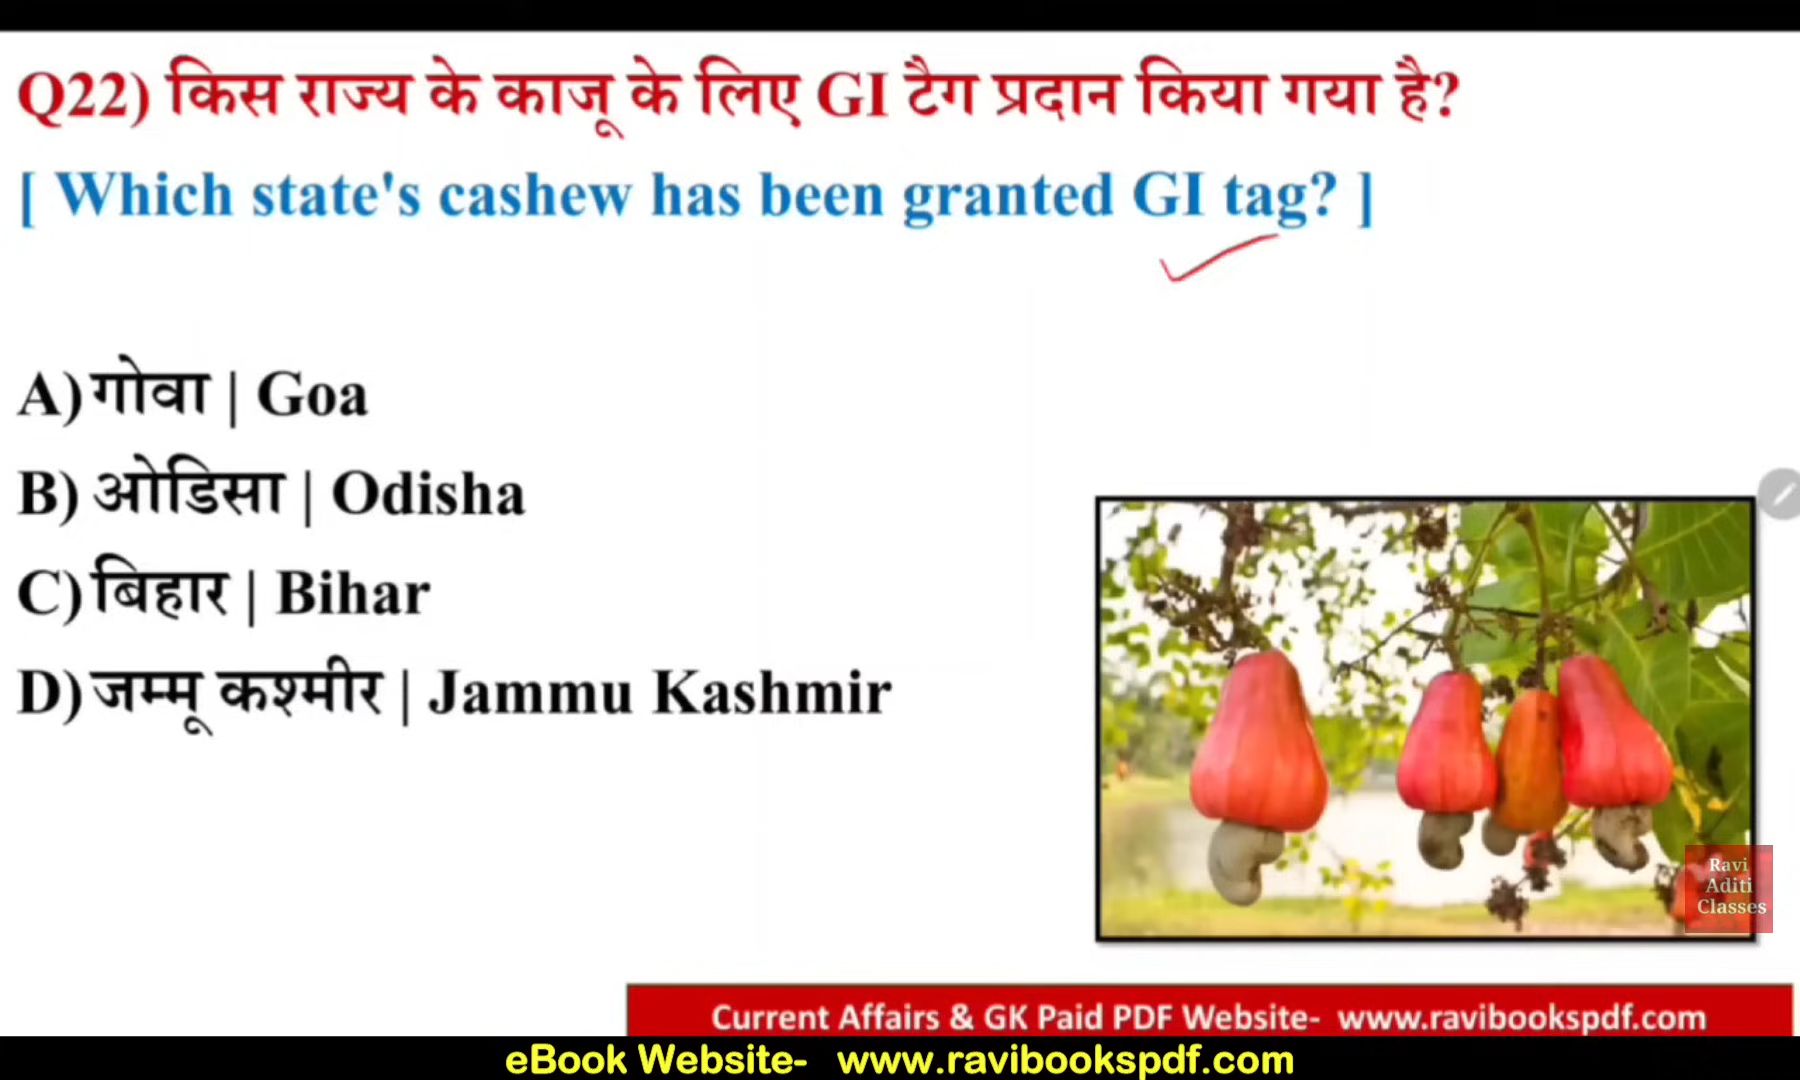 Q22) किस राज्य के काजू के लिए GI टैग प्रदान किया गया है?
[ Which state's cashew has been granted GI tag? ]
A) गोवा | Goa
B) ओडिसा | Odisha
C) बिहार | Bihar
D) जम्मू कश्मीर | Jammu Kashmir
Ravi
Aditi
Classes
Current Affairs & GK Paid PDF Website- www.ravibookspdf.com
eBook Website- www.ravibookspdf.com